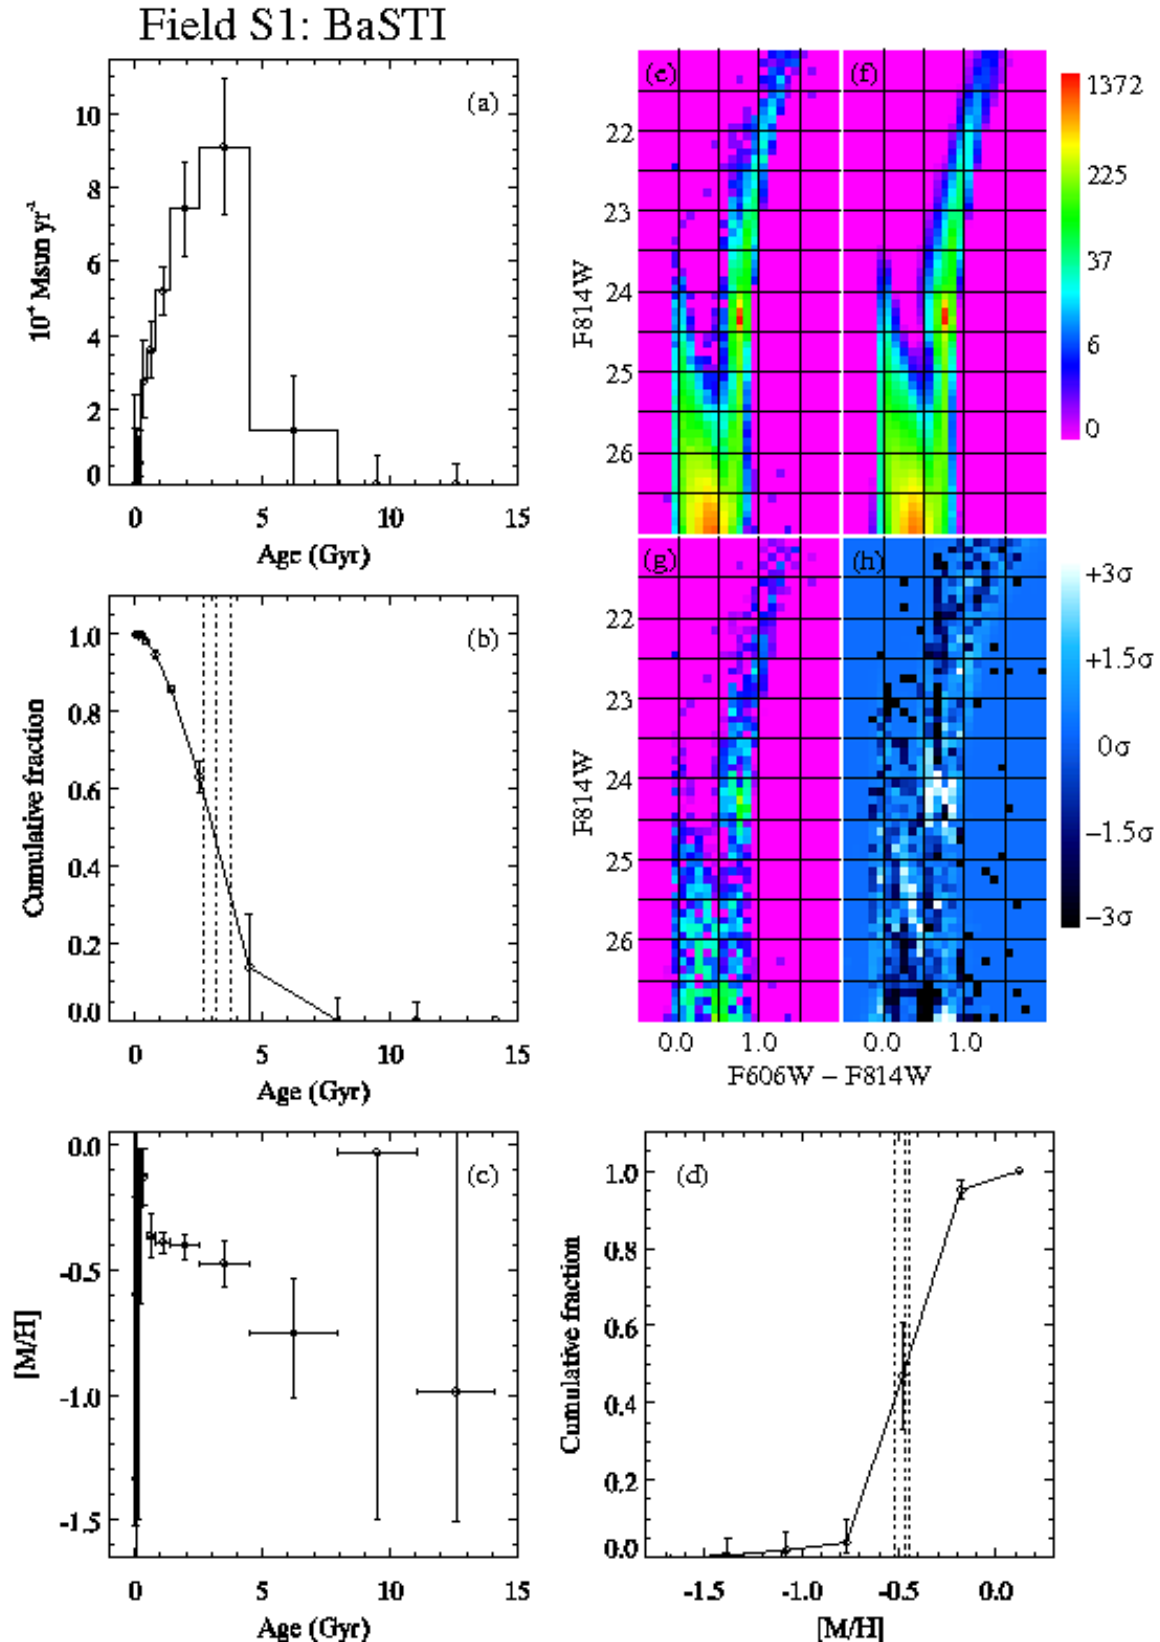 Field S1: BaSTI
(a)
10⁻⁴ Msun yr⁻¹
10
8
6
4
2
0
0
5
10
15
Age (Gyr)
(b)
Cumulative fraction
1.0
0.8
0.6
0.4
0.2
0.0
0
5
10
15
Age (Gyr)
(c)
[M/H]
0.0
-0.5
-1.0
-1.5
0
5
10
15
Age (Gyr)
(e)
(f)
F814W
22
23
24
25
26
1372
225
37
6
0
(g)
(h)
F814W
22
23
24
25
26
0.0
1.0
0.0
1.0
F606W − F814W
+3σ
+1.5σ
0σ
−1.5σ
−3σ
(d)
Cumulative fraction
1.0
0.8
0.6
0.4
0.2
0.0
-1.5
-1.0
-0.5
0.0
[M/H]